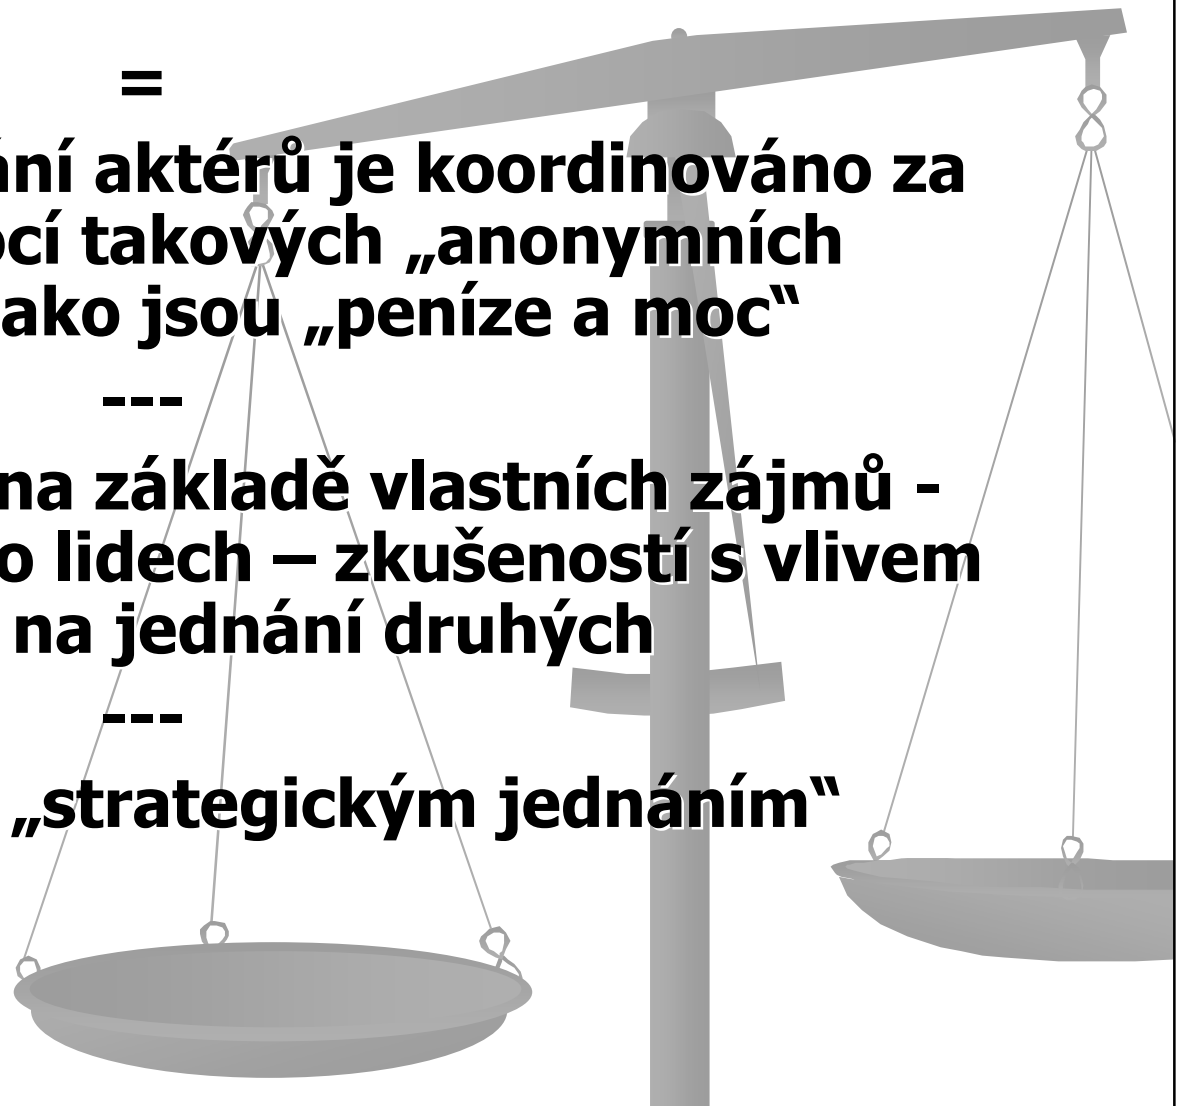 =
ání aktérů je koordinováno za
ocí takových „anonymních
ako jsou „peníze a moc“
---
na základě vlastních zájmů -
o lidech – zkušeností s vlivem
na jednání druhých
---
„strategickým jednáním“